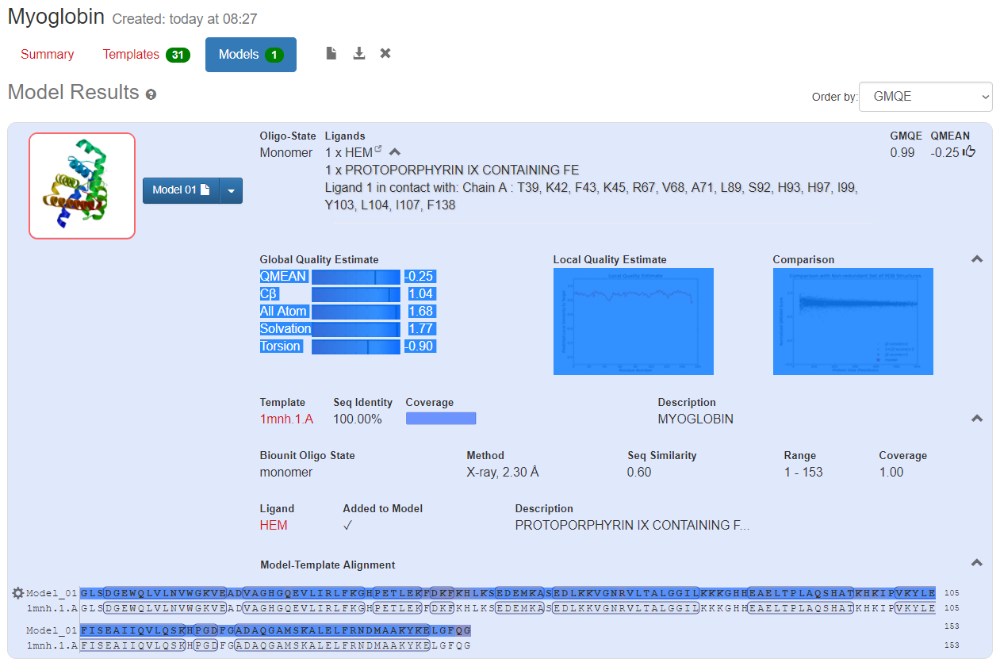 Myoglobin Created: today at 08:27
Summary Templates 31 Models 1
Model Results
Order by: GMQE
Oligo-State Ligands GMQE QMEAN
Monomer 1 x HEM 0.99 -0.25
1 x PROTOPORPHYRIN IX CONTAINING FE
Model 01
Ligand 1 in contact with: Chain A : T39, K42, F43, K45, R67, V68, A71, L89, S92, H93, H97, I99,
Y103, L104, I107, F138
Global Quality Estimate Local Quality Estimate Comparison
QMEAN -0.25
Cβ 1.04
All Atom 1.68
Solvation 1.77
Torsion -0.90
Local Quality Estimate
Comparison with Non-redundant Set of PDB Structures
Template Seq Identity Coverage Description
1mnh.1.A 100.00% MYOGLOBIN
Biounit Oligo State Method Seq Similarity Range Coverage
monomer X-ray, 2.30 Å 0.60 1 - 153 1.00
Ligand Added to Model Description
HEM ✓ PROTOPORPHYRIN IX CONTAINING F...
Model-Template Alignment
Model_01 GLSDGEWQLVLNVWGKVEADVAGHGQEVLIRLFKGHPETLEKFDKFKHLKSEDEMKASEDLKKVGNRVLTALGGILKKKGHHEAELTPLAQSHATKHKIPVKYLE 105
1mnh.1.A GLSDGEWQLVLNVWGKVEADVAGHGQEVLIRLFKGHPETLEKFDKFKHLKSEDEMKASEDLKKVGNRVLTALGGILKKKGHHEAELTPLAQSHATKHKIPVKYLE 105
Model_01 FISEAIIQVLQSKHPGDFGADAQGAMSKALELFRNDMAAKYKELGFQG 153
1mnh.1.A FISEAIIQVLQSKHPGDFGADAQGAMSKALELFRNDMAAKYKELGFQG 153